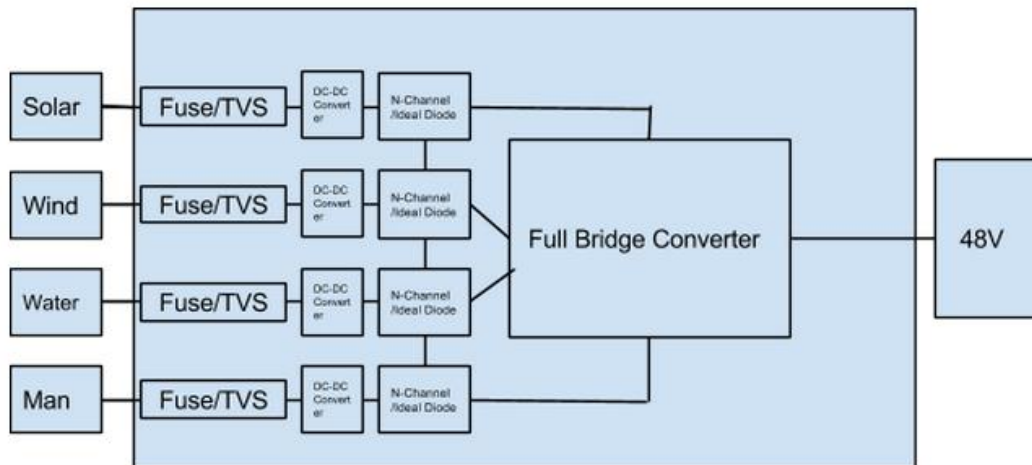 Solar
Fuse/TVS
DC-DC
Convert
er
N-Channel
/Ideal Diode
Wind
Fuse/TVS
DC-DC
Convert
er
N-Channel
/Ideal Diode
Full Bridge Converter
48V
Water
Fuse/TVS
DC-DC
Convert
er
N-Channel
/Ideal Diode
Man
Fuse/TVS
DC-DC
Convert
er
N-Channel
/Ideal Diode